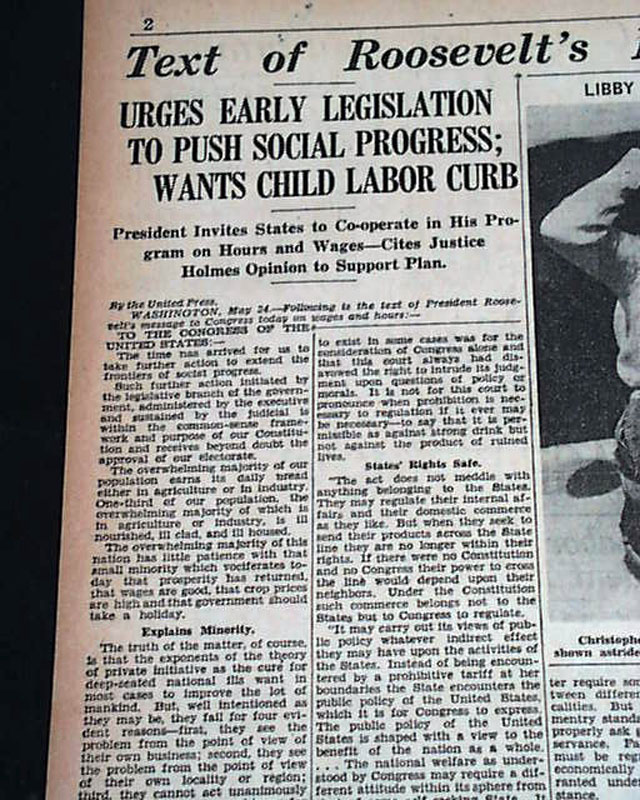 2
Text of Roosevelt's
LIBBY
URGES EARLY LEGISLATION
TO PUSH SOCIAL PROGRESS;
WANTS CHILD LABOR CURB
President Invites States to Co-operate in His Pro-
gram on Hours and Wages—Cites Justice
Holmes Opinion to Support Plan.
By the United Press.
WASHINGTON, May 24.—Following is the text of President Roose-
velt's message to Congress today on wages and hours:—
TO THE CONGRESS OF THE
UNITED STATES:—
The time has arrived for us to
take further action to extend the
frontiers of social progress.
Such further action initiated by
the legislative branch of the govern-
ment, administered by the executive
and sustained by the judicial is
within the common-sense frame-
work and purpose of our Constitu-
tion and receives beyond doubt the
approval of our electorate.
The overwhelming majority of our
population earns its daily bread
either in agriculture or in industry.
One-third of our population, the
overwhelming majority of which is
in agriculture or industry, is ill
nourished, ill clad, and ill housed.
The overwhelming majority of this
nation has little patience with that
small minority which vociferates to-
day that prosperity has returned,
that wages are good, that crop prices
are high and that government should
take a holiday.
Explains Minority.
The truth of the matter, of course,
is that the exponents of the theory
of private initiative as the cure for
deep-seated national ills want in
most cases to improve the lot of
mankind. But, well intentioned as
they may be, they fail for four evi-
dent reasons—first, they see the
problem from the point of view of
their own business; second, they see
the problem from the point of view
of their own locality or region;
third, they cannot act unanimously
to exist in some cases was for the
consideration of Congress alone and
that this court always had dis-
avowed the right to intrude its judg-
ment upon questions of policy or
morals. It is not for this court to
pronounce when prohibition is nec-
essary to regulation if it ever may
be necessary—to say that it is per-
missible as against strong drink but
not against the product of ruined
lives.
States' Rights Safe.
"The act does not meddle with
anything belonging to the States.
They may regulate their internal af-
fairs and their domestic commerce
as they like. But when they seek to
send their products across the State
line they are no longer within their
rights. If there were no Constitution
and no Congress their power to cross
the line would depend upon their
neighbors. Under the Constitution
such commerce belongs not to the
States but to Congress to regulate.
"It may carry out its views of pub-
lic policy whatever indirect effect
they may have upon the activities of
the States. Instead of being encoun-
tered by a prohibitive tariff at her
boundaries the State encounters the
public policy of the United States,
which it is for Congress to express.
The public policy of the United
States is shaped with a view to the
benefit of the nation as a whole.
... The national welfare as under-
stood by Congress may require a dif-
ferent attitude within its sphere from
Christoph
shown astride
ter require
tween differen
calities. But
mentry stand
properly ask
servance. P
must be reg
economically
ranted under